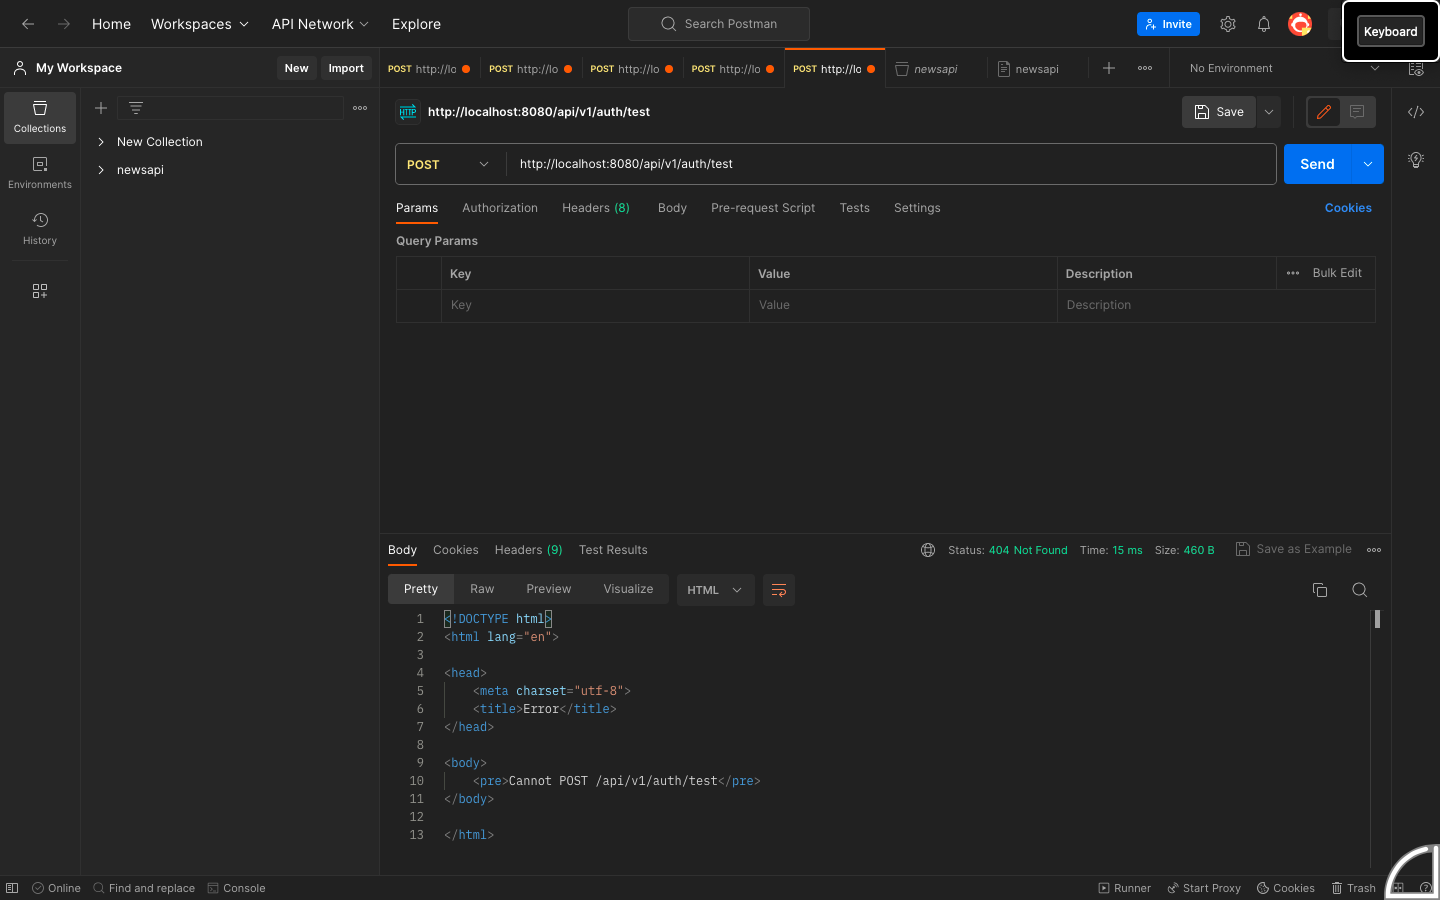 Home Workspaces API Network Explore Search Postman Invite Keyboard
My Workspace New Import POST http://lo POST http://lo POST http://lo POST http://lo POST http://lo newsapi newsapi No Environment
Collections
Environments
History
New Collection
newsapi
HTTP http://localhost:8080/api/v1/auth/test Save
POST http://localhost:8080/api/v1/auth/test Send
Params Authorization Headers (8) Body Pre-request Script Tests Settings Cookies
Query Params
Key Value Description Bulk Edit
Key Value Description
Body Cookies Headers (9) Test Results Status: 404 Not Found Time: 15 ms Size: 460 B Save as Example
Pretty Raw Preview Visualize HTML
1 <!DOCTYPE html>
2 <html lang="en">
3
4 <head>
5 <meta charset="utf-8">
6 <title>Error</title>
7 </head>
8
9 <body>
10 <pre>Cannot POST /api/v1/auth/test</pre>
11 </body>
12
13 </html>
Online Find and replace Console Runner Start Proxy Cookies Trash